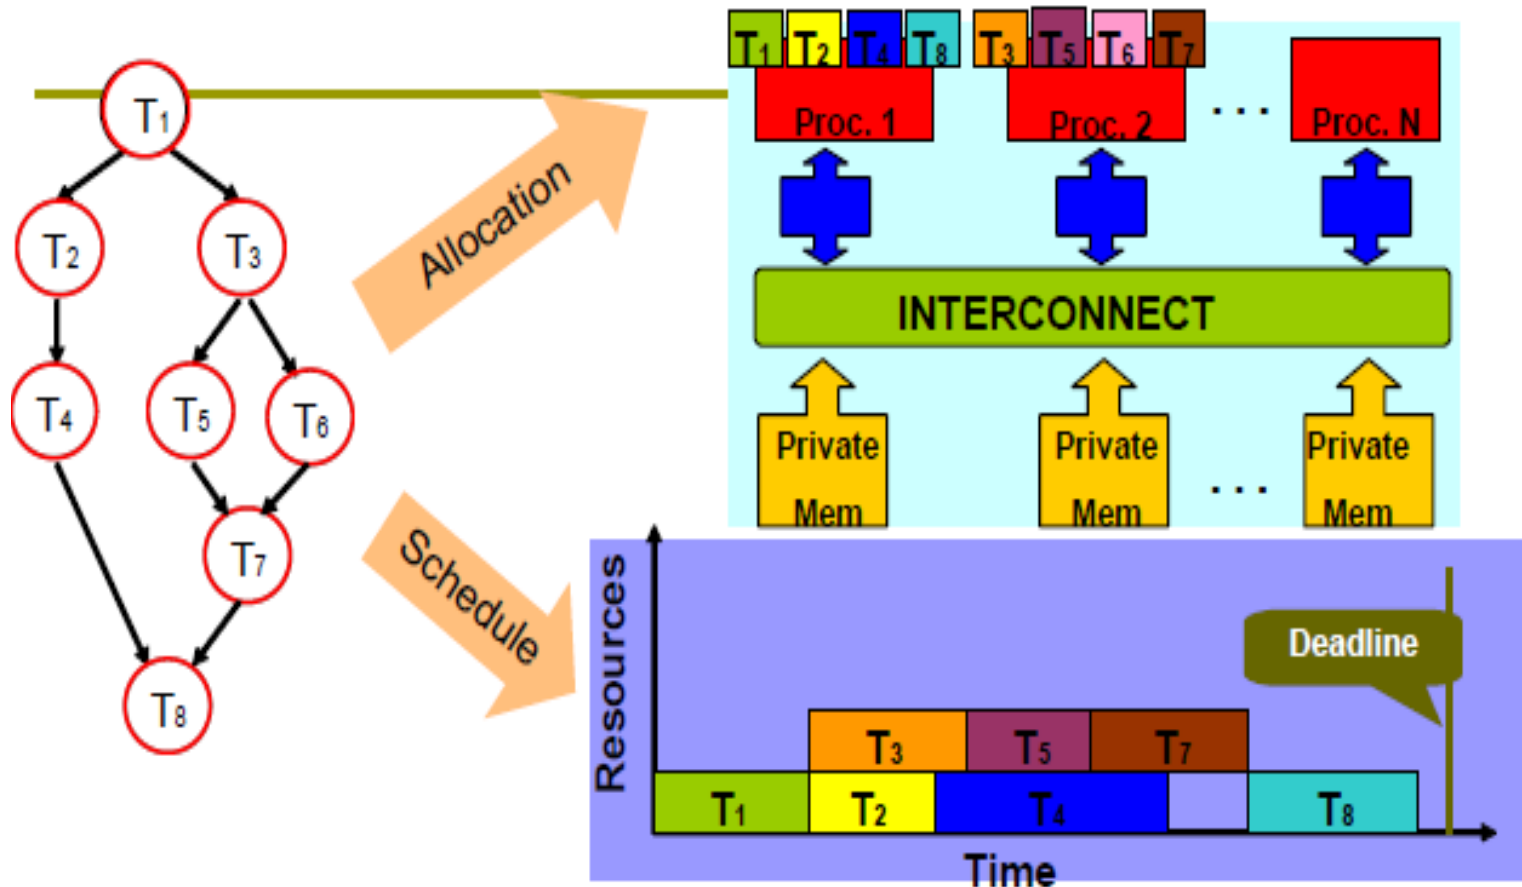 T1
T2 T3
T4 T5 T6
T7
T8
Allocation
Schedule
T1 T2 T4 T8 T3 T5 T6 T7
Proc. 1 Proc. 2 . . . Proc. N
INTERCONNECT
Private Private Private
Mem Mem . . . Mem
Resources
Deadline
T3 T5 T7
T1 T2 T4 T8
Time